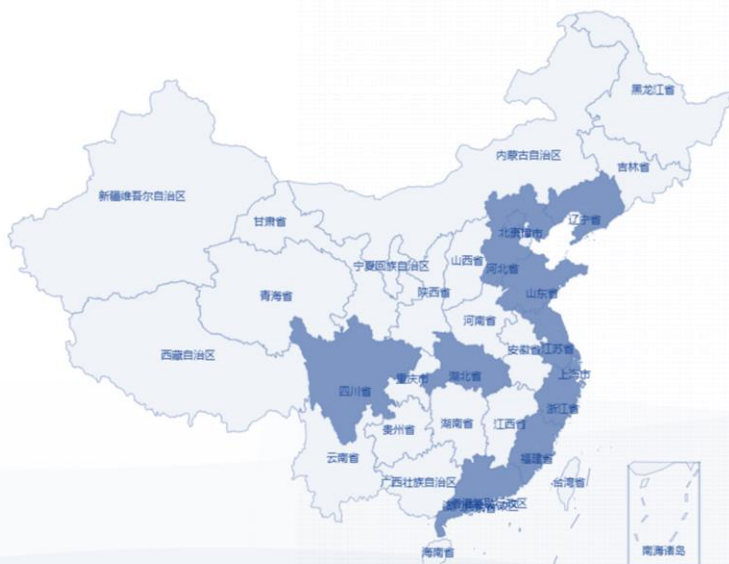 黑龙江省
内蒙古自治区
吉林省
新疆维吾尔自治区
甘肃省
辽宁省
北京市
天津市
宁夏回族自治区
山西省
河北省
青海省
陕西省
山东省
河南省
西藏自治区
安徽省
江苏省
上海市
四川省
重庆市
湖北省
浙江省
贵州省
湖南省
江西省
云南省
福建省
广西壮族自治区
台湾省
海南省
南海诸岛